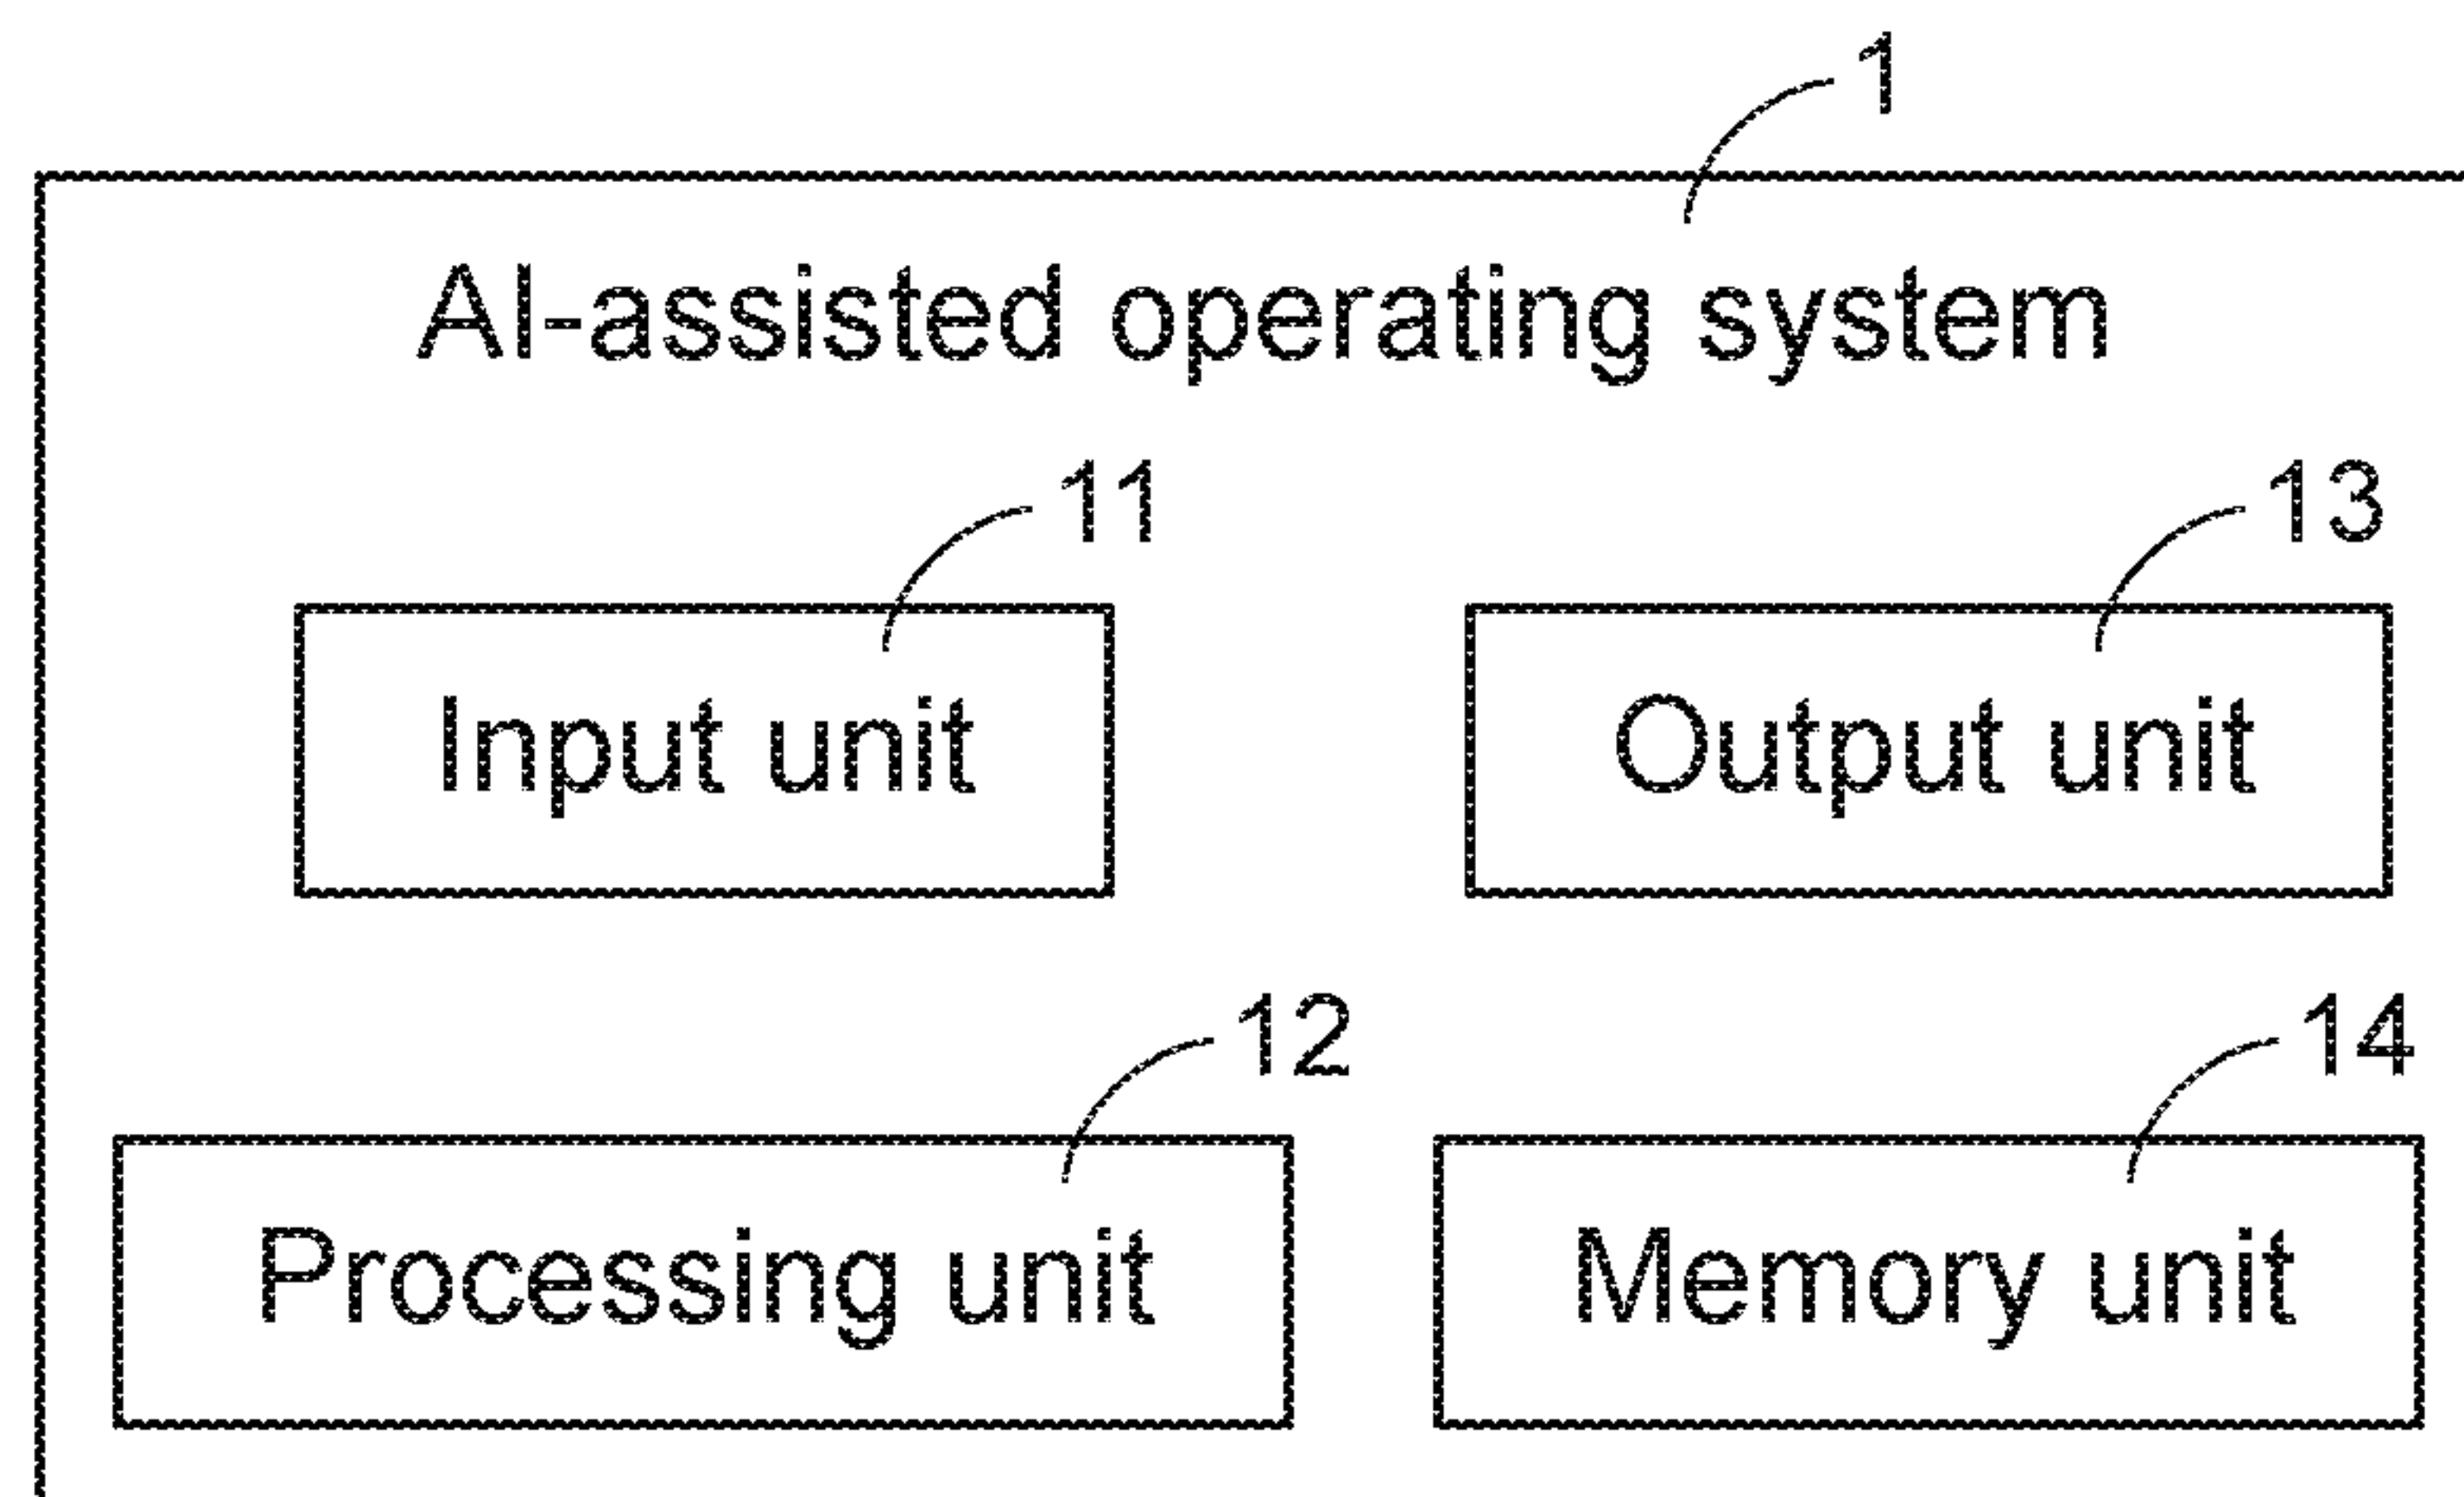 1
AI-assisted operating system
11
13
Input unit
Output unit
12
14
Processing unit
Memory unit